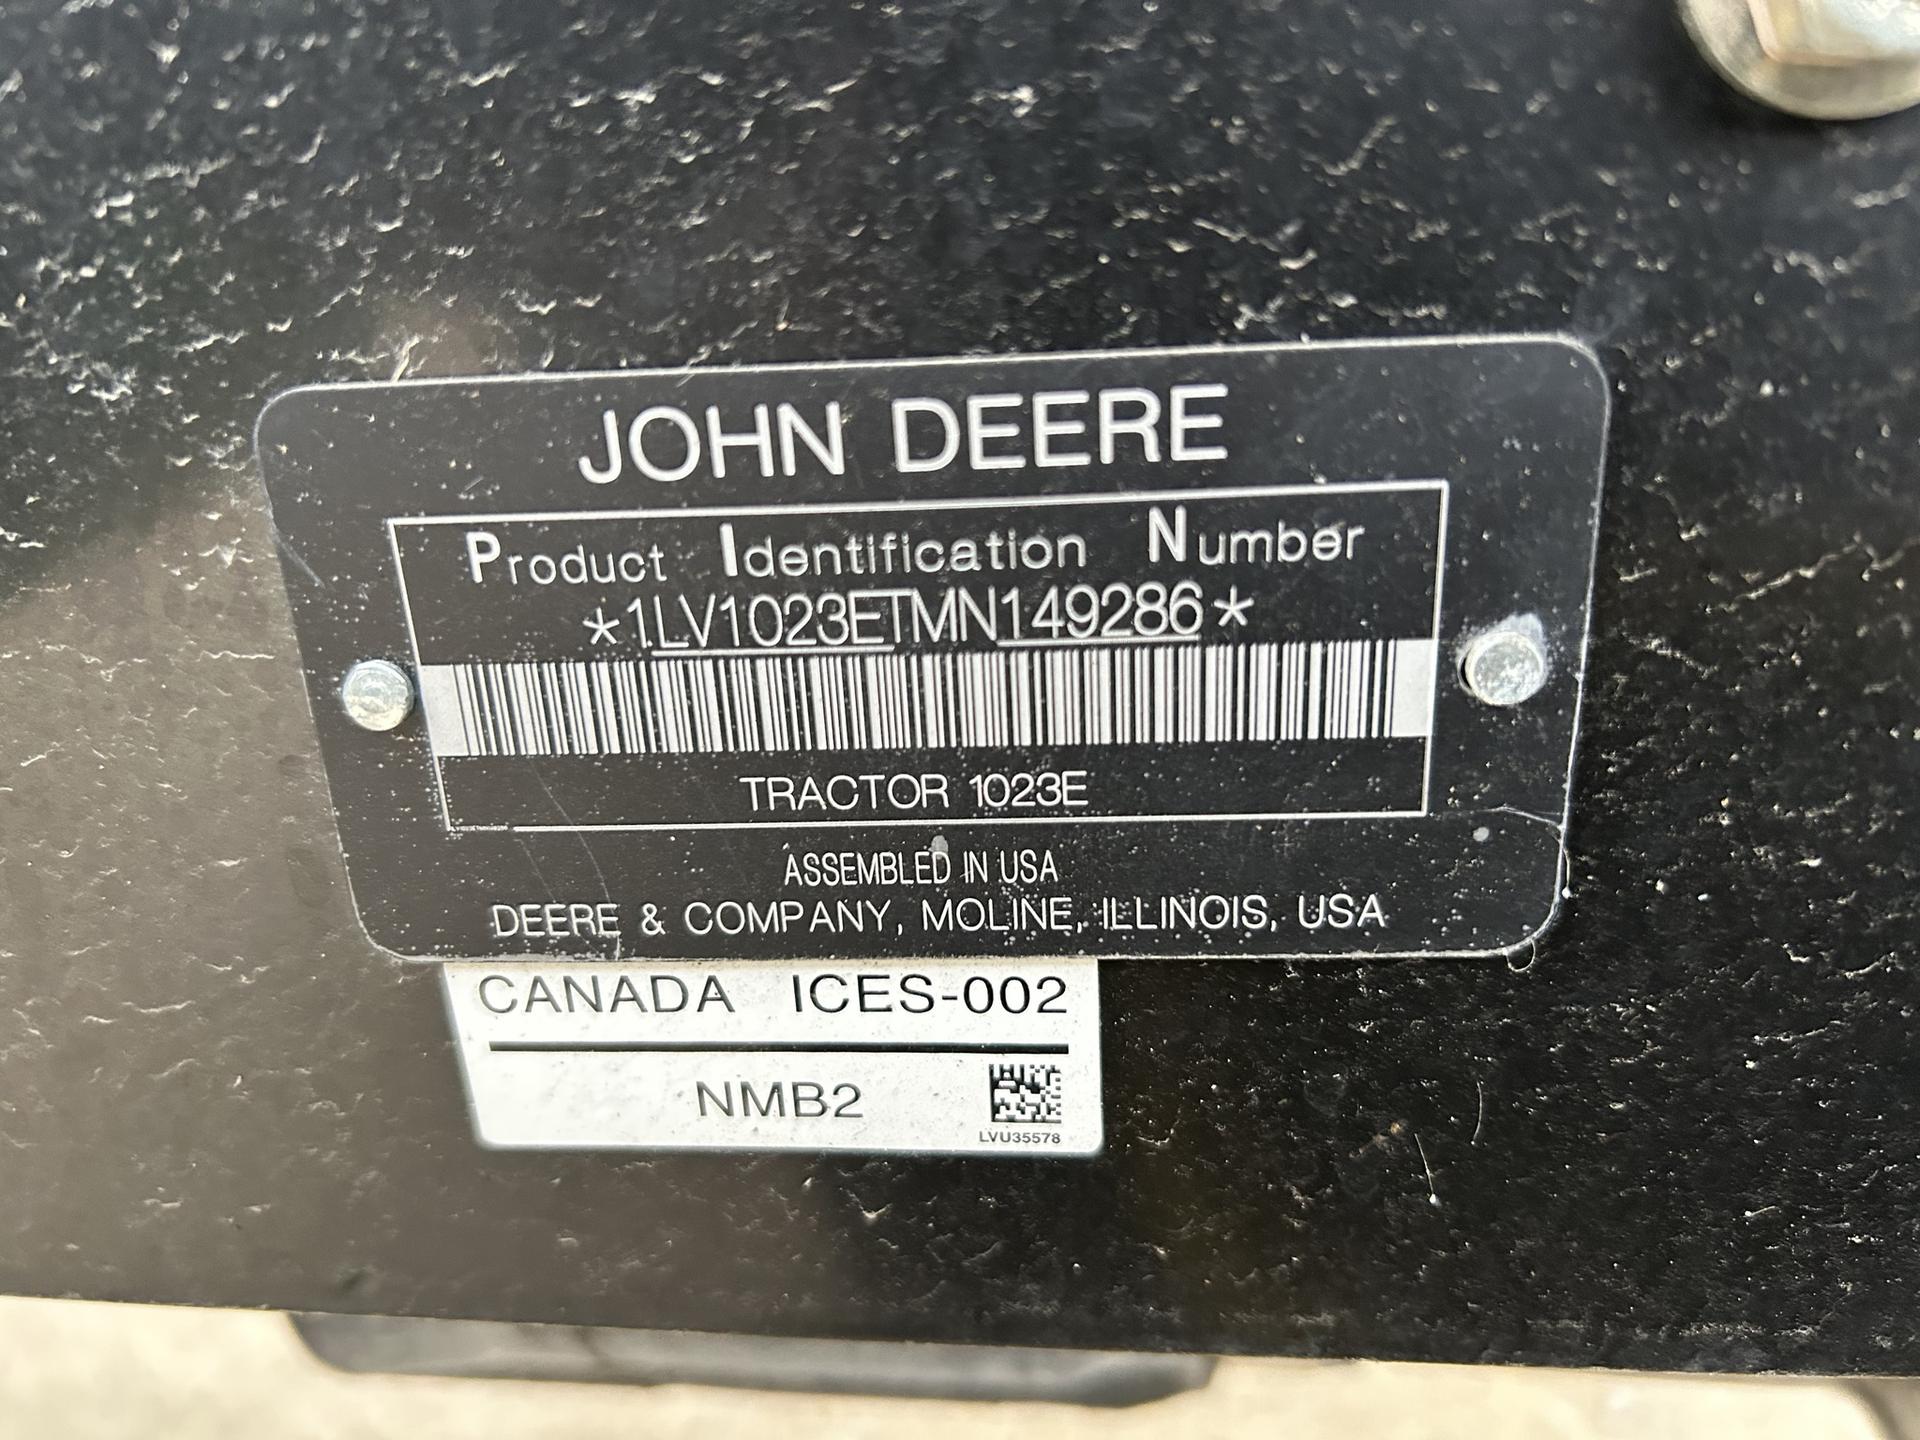 JOHN DEERE
Product Identification Number
*1LV1023ETMN149286*
TRACTOR 1023E
ASSEMBLED IN USA
DEERE & COMPANY, MOLINE, ILLINOIS, USA
CANADA ICES-002
NMB2
LVU35578